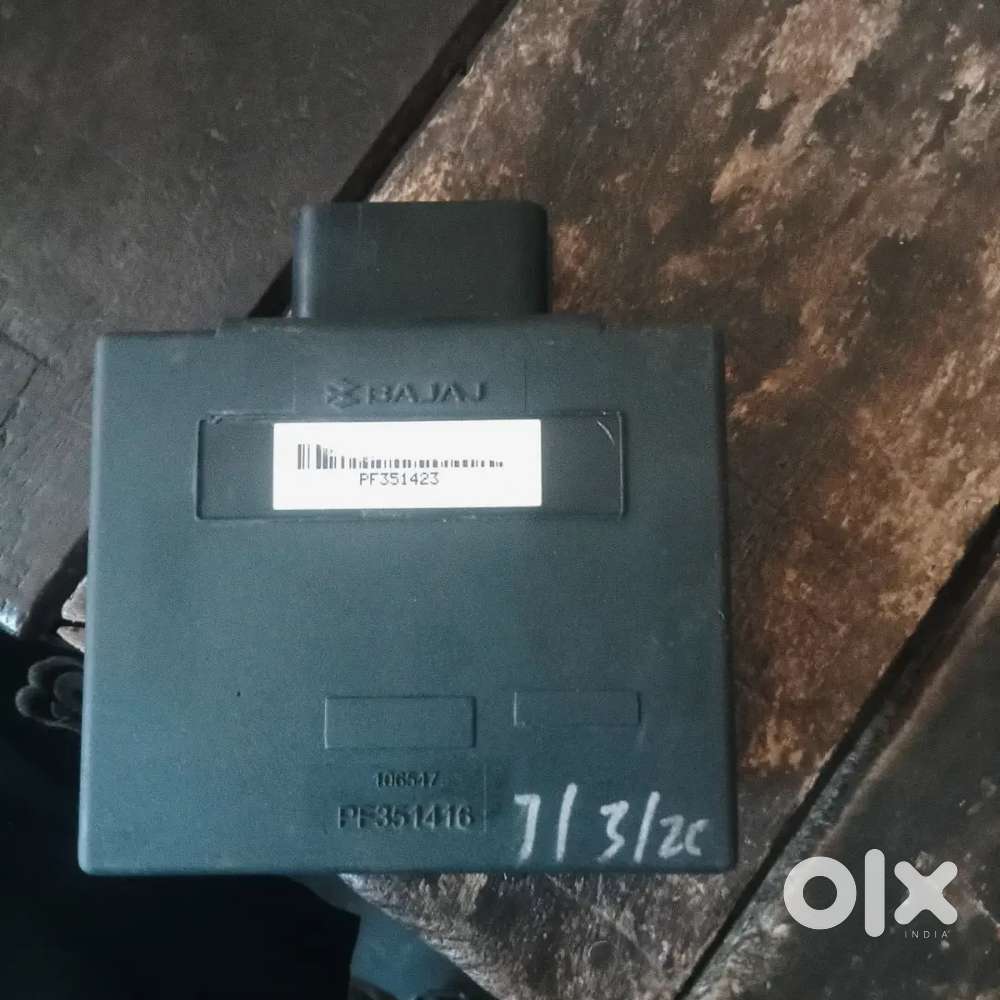 BAJAJ
PF351423
106547
PF351416
7/3/2C
OLX
INDIA